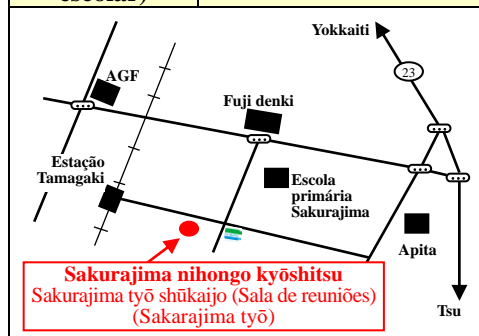 escolar)
Yokkaiti
23
AGF
Fuji denki
Estação
Tamagaki
Escola
primária
Sakurajima
Apita
Sakurajima nihongo kyōshitsu
Sakurajima tyō shūkaijo (Sala de reuniões)
(Sakarajima tyō)
Tsu